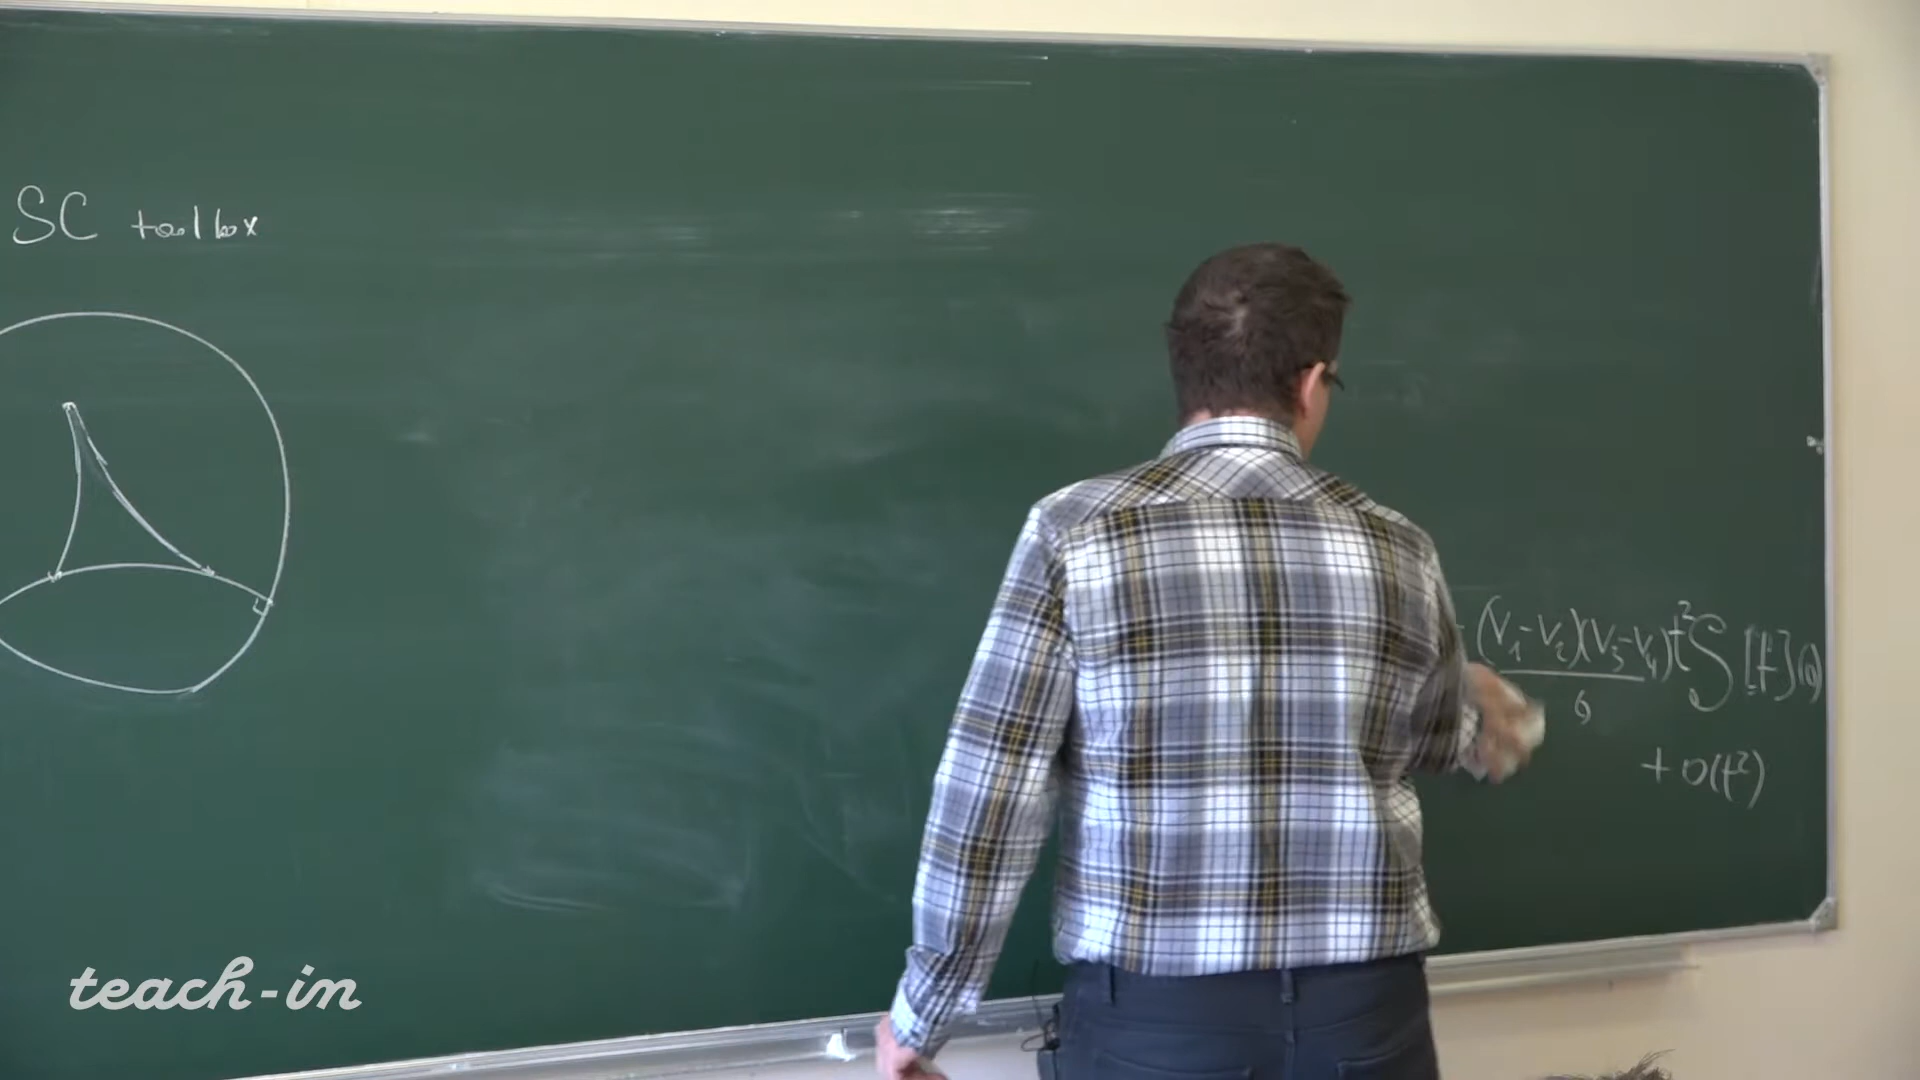 SC toolbox
(V₁-V₂)(V₃-V₄)t² S [f](0)
6
+ o(t²)
teach-in